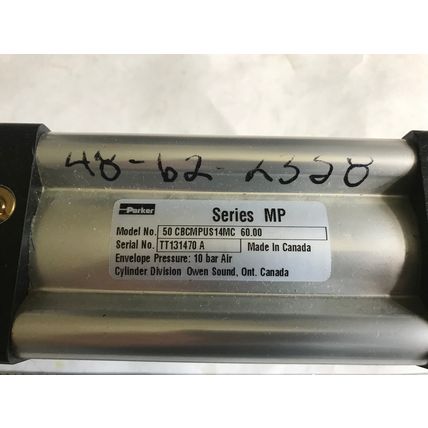 48-62-2328
Parker
Series MP
Model No. 50 CBCMPUS14MC 60.00
Serial No. TT131470 A Made In Canada
Envelope Pressure: 10 bar Air
Cylinder Division Owen Sound, Ont. Canada